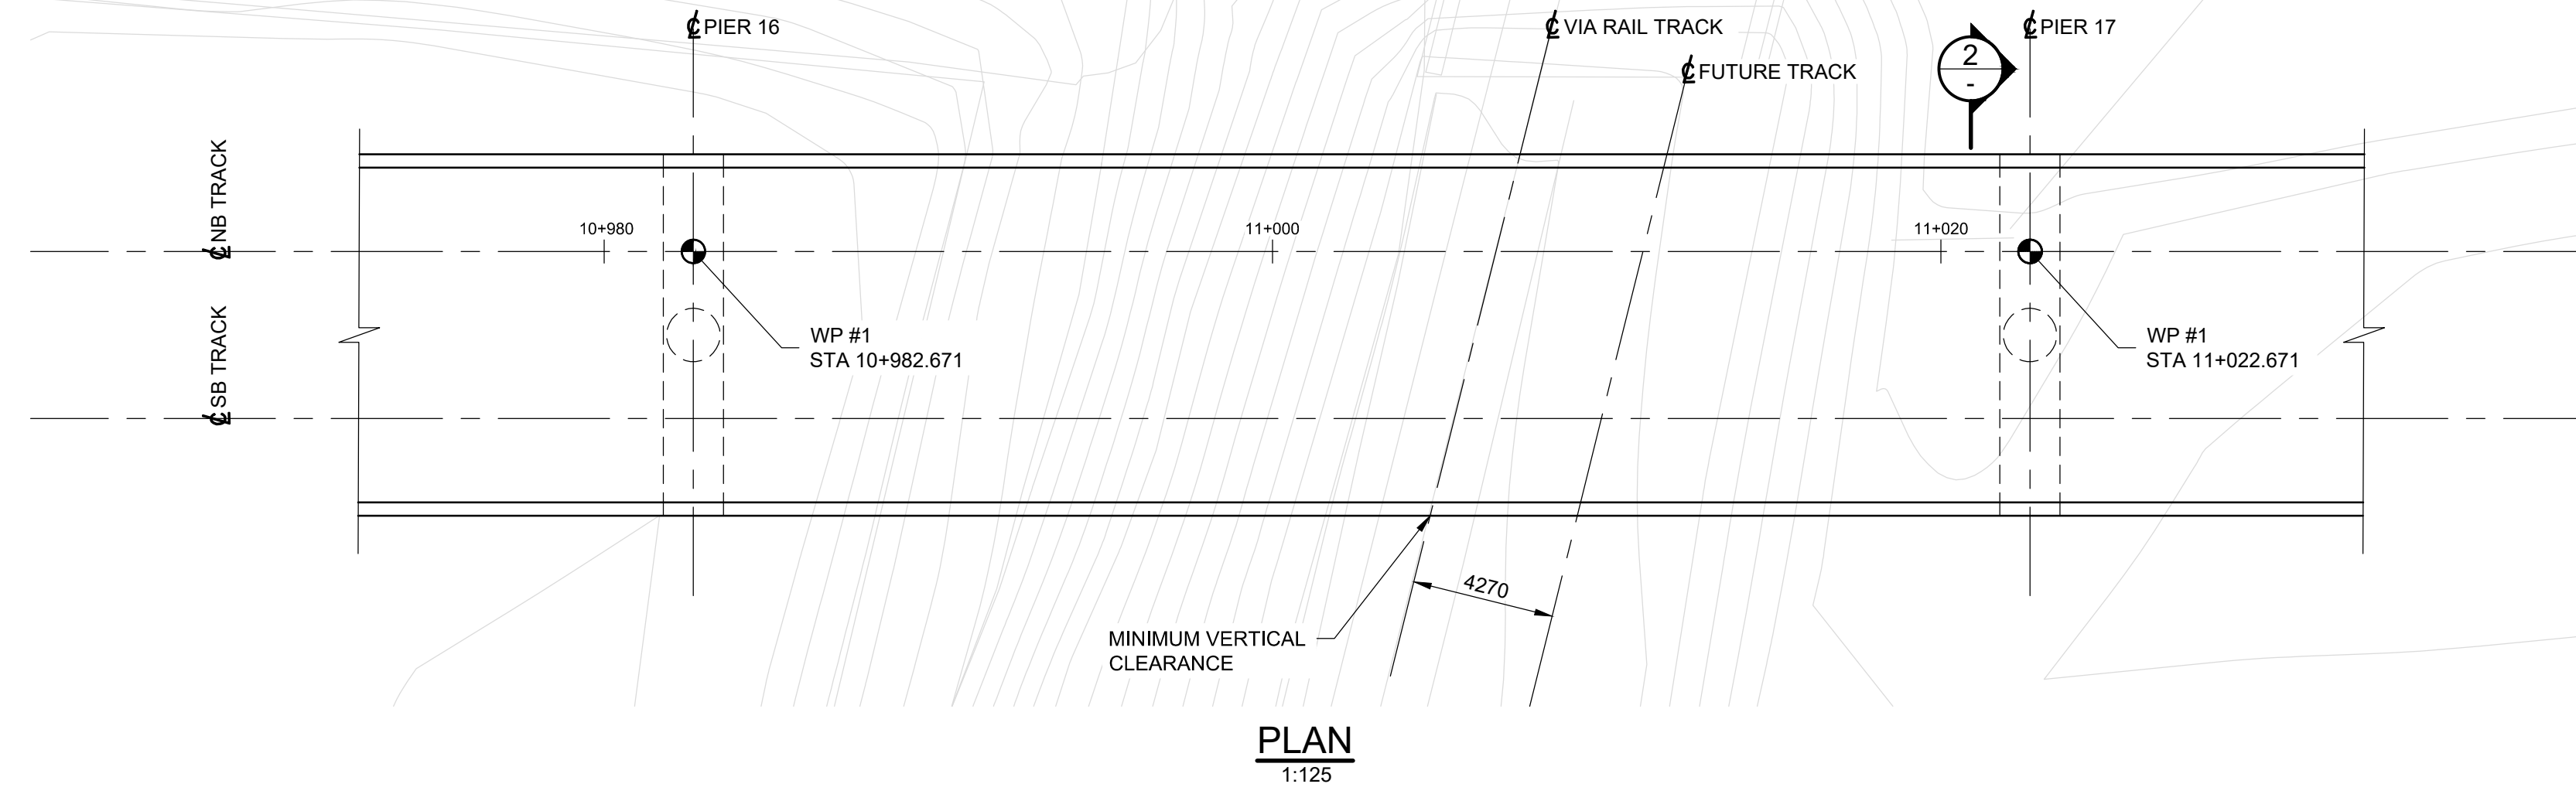 ℄ PIER 16
℄ VIA RAIL TRACK
℄ PIER 17
℄ FUTURE TRACK
2
-
℄ NB TRACK
10+980
11+000
11+020
WP #1
STA 10+982.671
WP #1
STA 11+022.671
℄ SB TRACK
4270
MINIMUM VERTICAL
CLEARANCE
PLAN
1:125